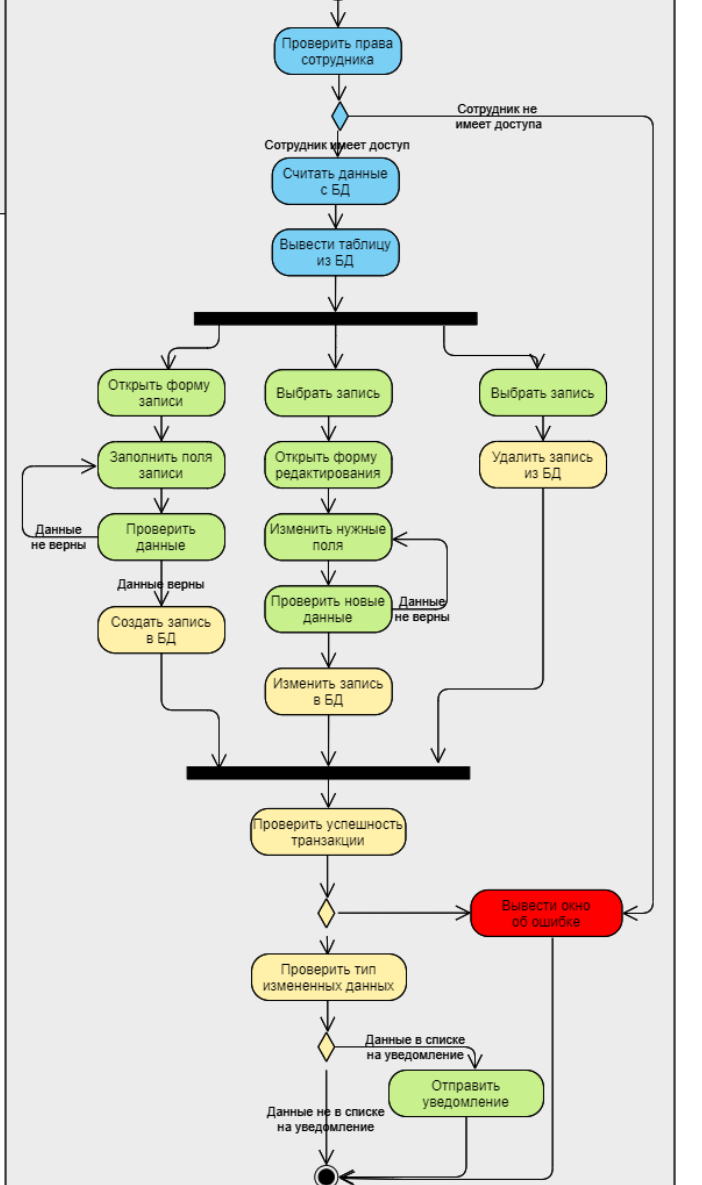 Проверить права
сотрудника
Сотрудник не
имеет доступа
Сотрудник имеет доступ
Считать данные
с БД
Вывести таблицу
из БД
Открыть форму
записи
Выбрать запись
Выбрать запись
Заполнить поля
записи
Открыть форму
редактирования
Удалить запись
из БД
Данные
не верны
Проверить
данные
Изменить нужные
поля
Данные верны
Проверить новые
данные
Данные
не верны
Создать запись
в БД
Изменить запись
в БД
Проверить успешность
транзакции
Вывести окно
об ошибке
Проверить тип
измененных данных
Данные в списке
на уведомление
Отправить
уведомление
Данные не в списке
на уведомление